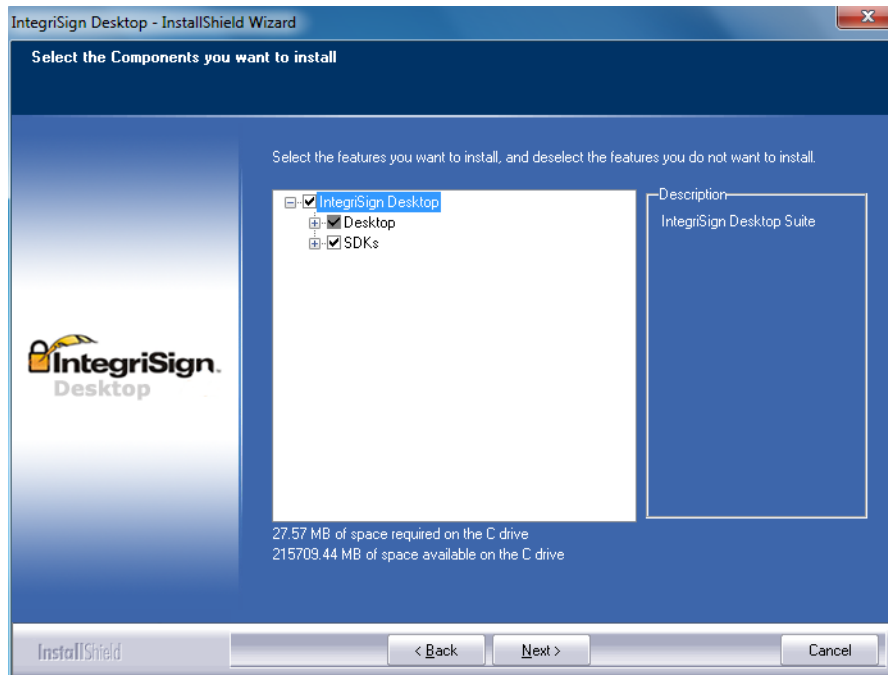 IntegriSign Desktop - InstallShield Wizard
Select the Components you want to install
Select the features you want to install, and deselect the features you do not want to install.
IntegriSign Desktop
Desktop
SDKs
Description
IntegriSign Desktop Suite
IntegriSign.
Desktop
27.57 MB of space required on the C drive
215709.44 MB of space available on the C drive
InstallShield
< Back
Next >
Cancel